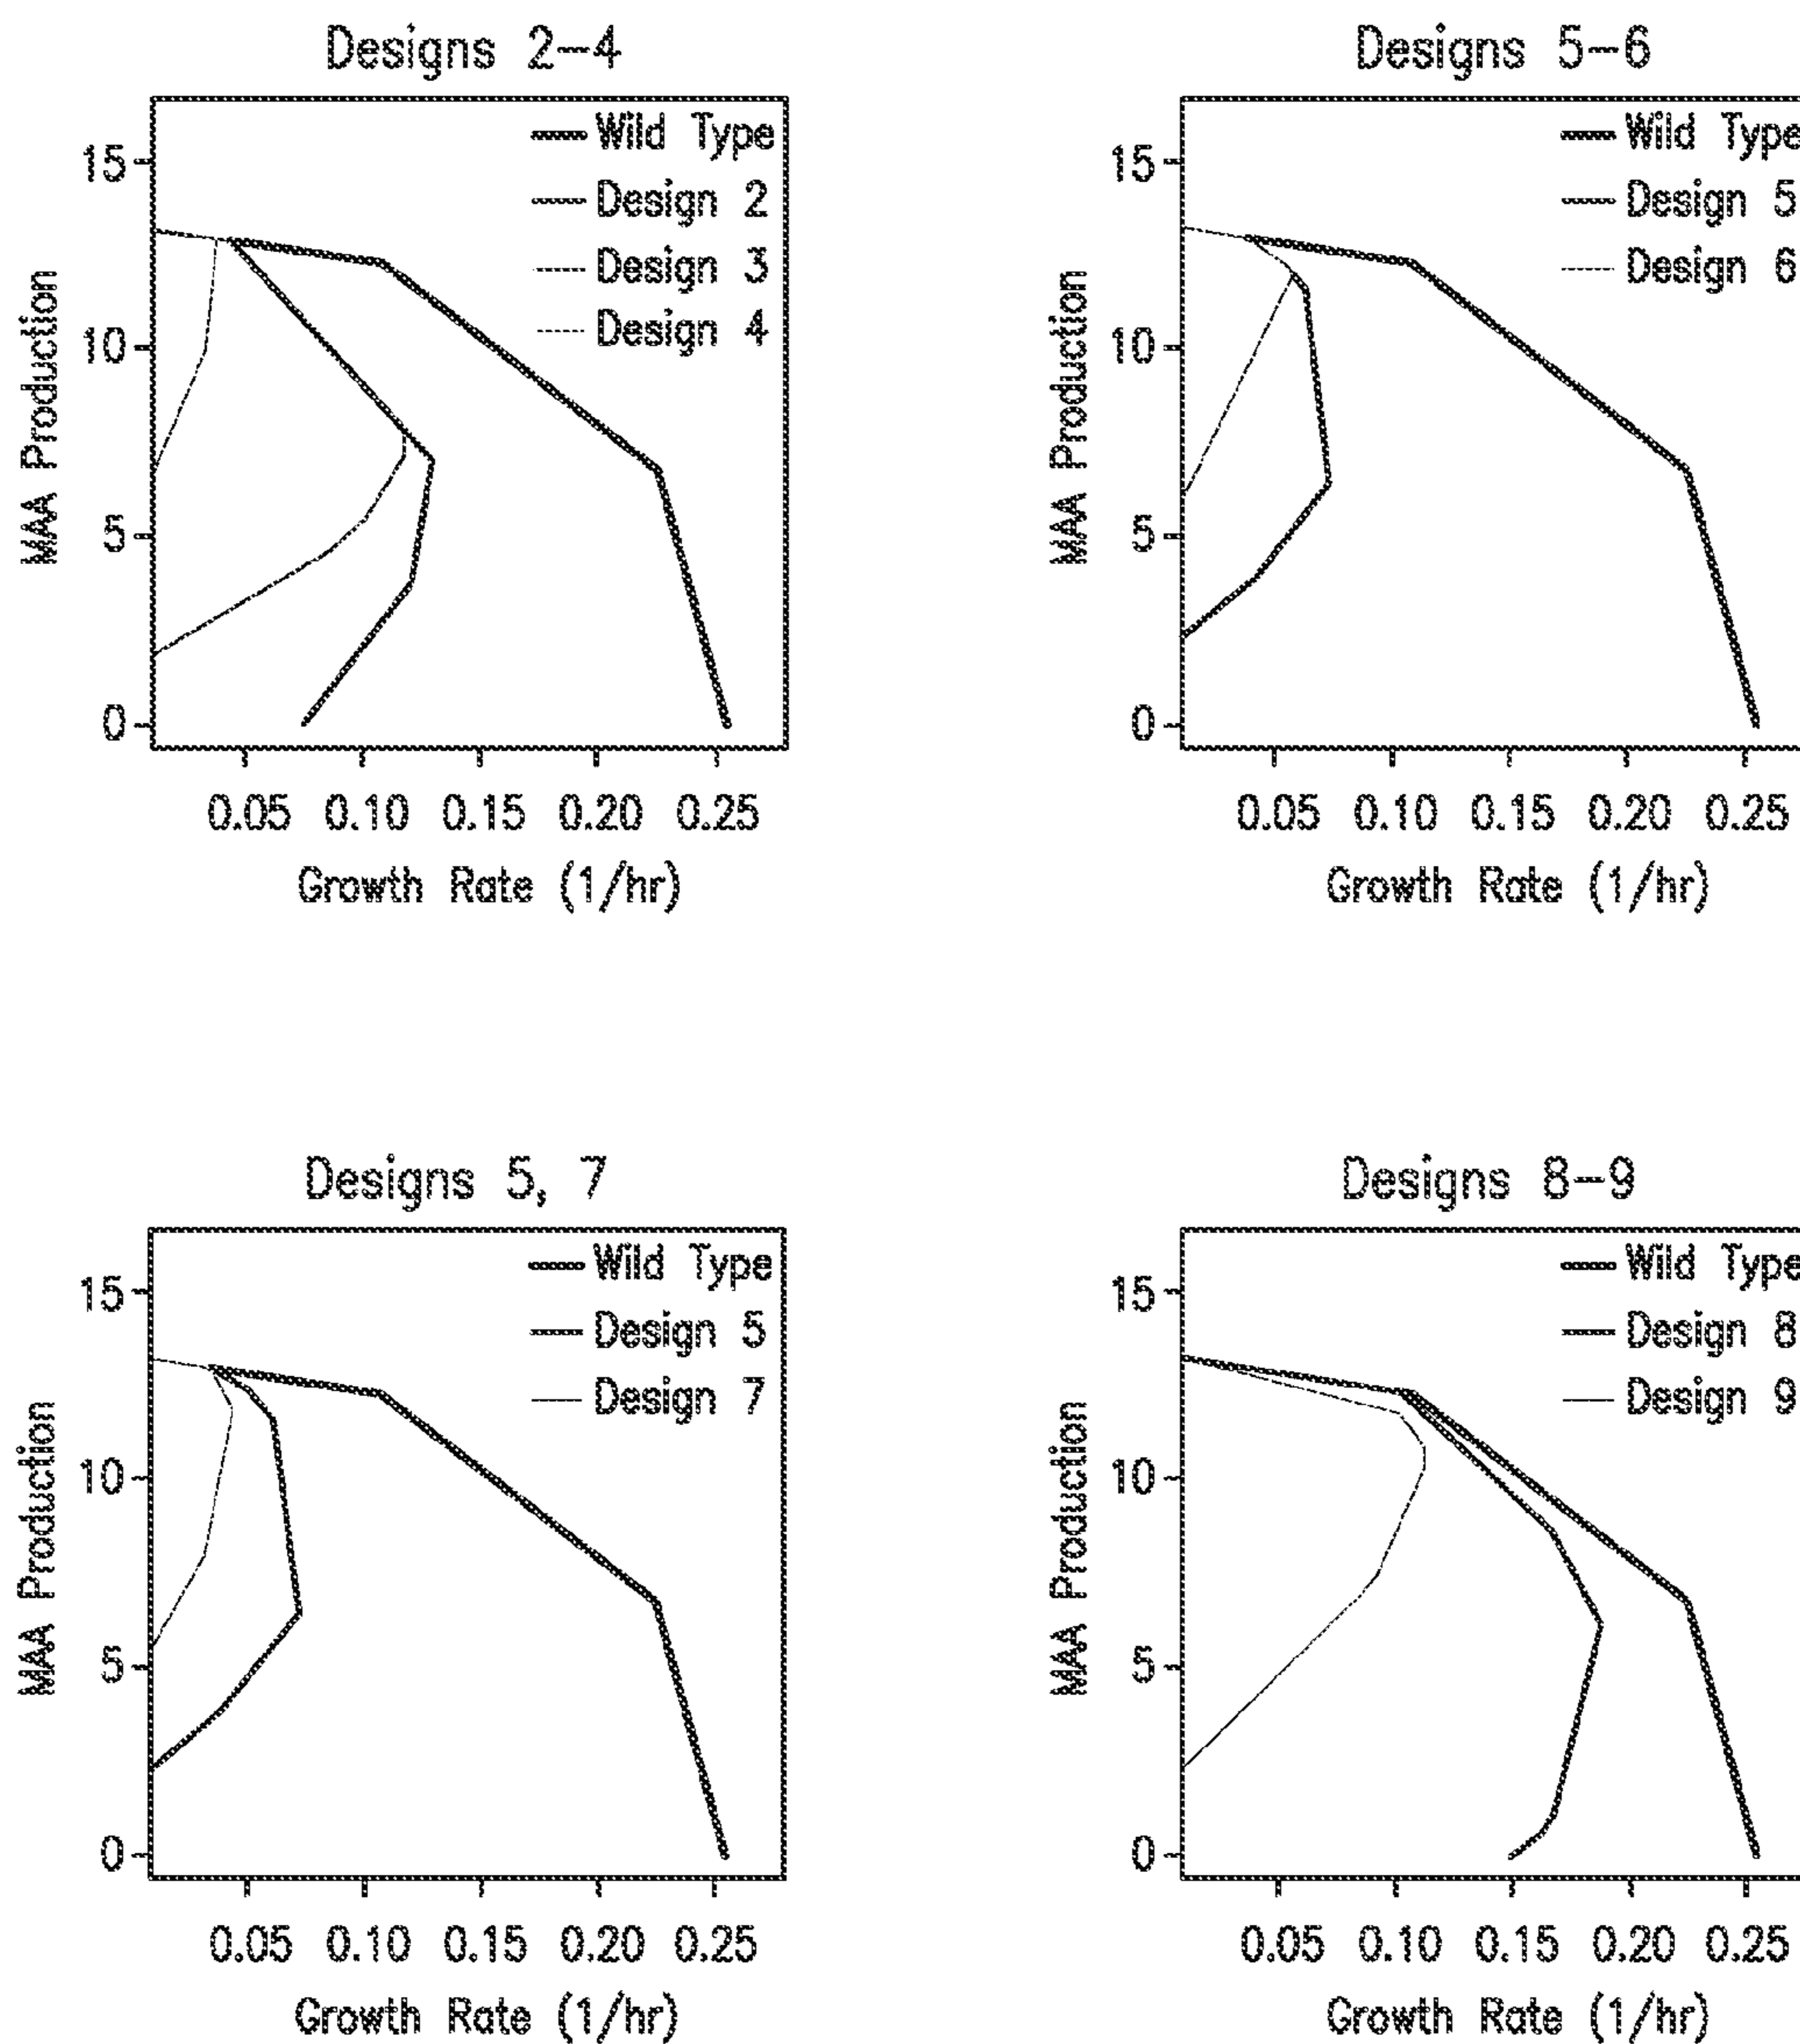 Designs 2-4
Wild Type
Design 2
Design 3
Design 4
15
10
5
0
MAA Production
0.05 0.10 0.15 0.20 0.25
Growth Rate (1/hr)
Designs 5-6
Wild Type
Design 5
Design 6
15
10
5
0
MAA Production
0.05 0.10 0.15 0.20 0.25
Growth Rate (1/hr)
Designs 5, 7
Wild Type
Design 5
Design 7
15
10
5
0
MAA Production
0.05 0.10 0.15 0.20 0.25
Growth Rate (1/hr)
Designs 8-9
Wild Type
Design 8
Design 9
15
10
5
0
MAA Production
0.05 0.10 0.15 0.20 0.25
Growth Rate (1/hr)